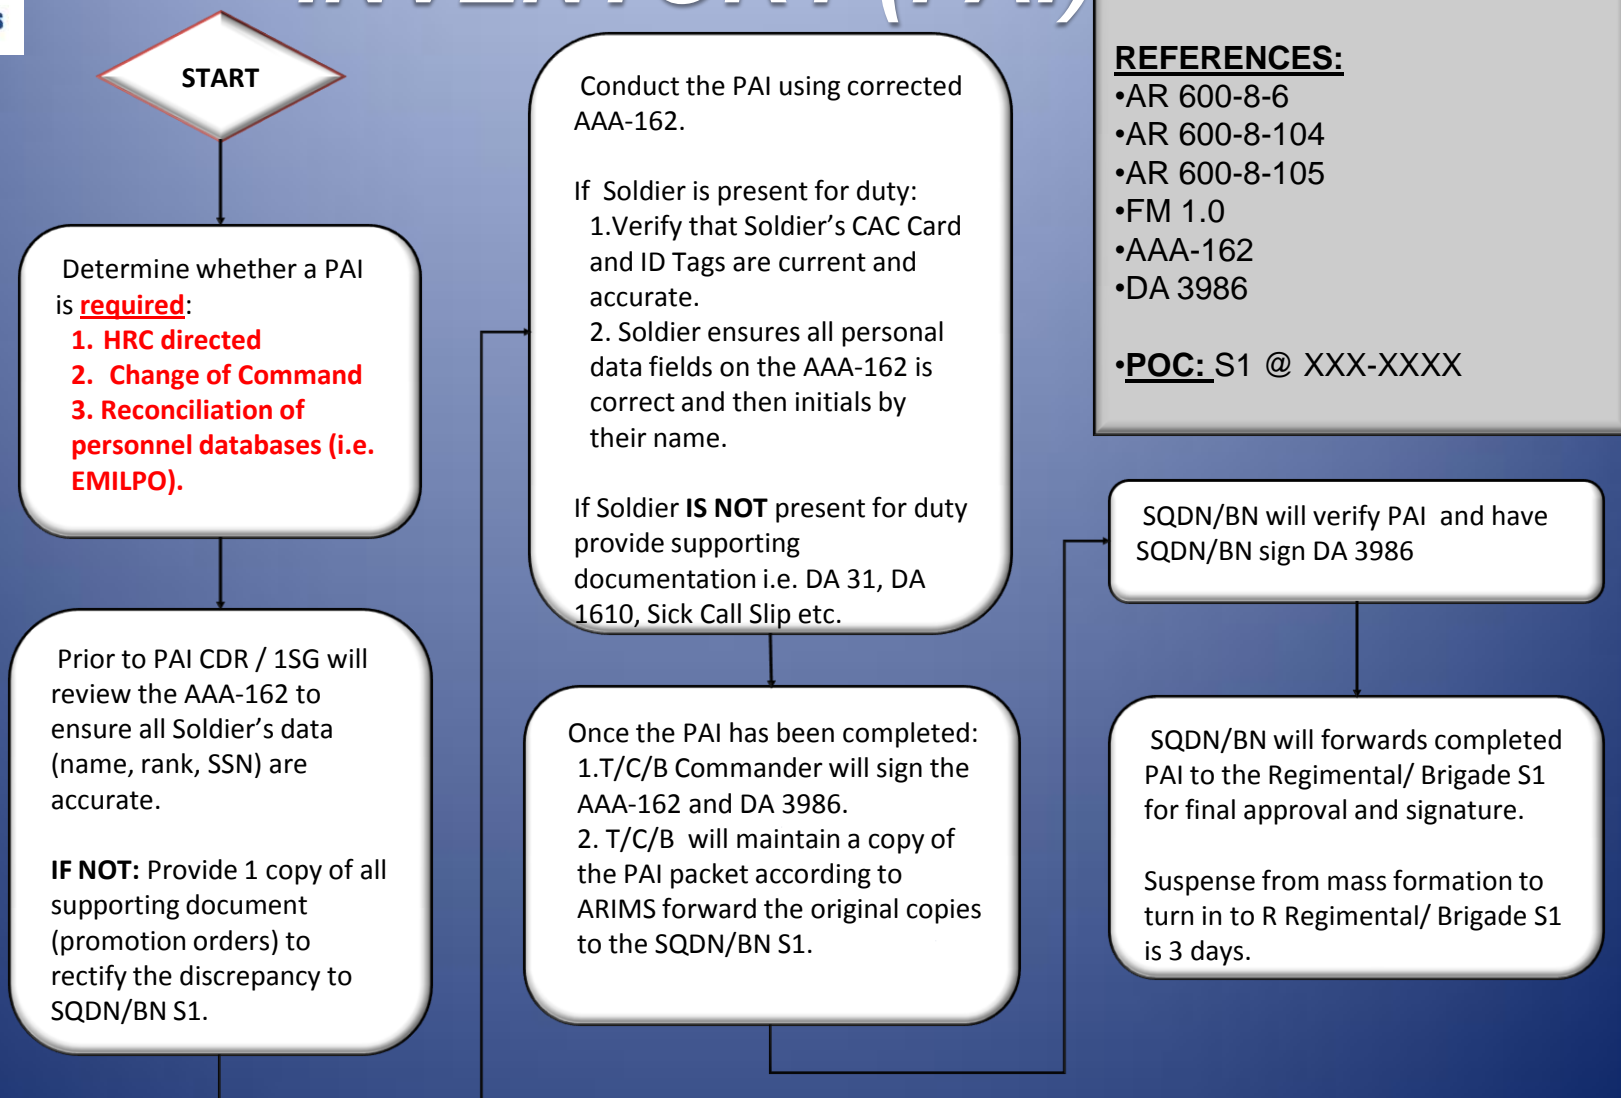 INVENTORY (PAI)
s
START
Determine whether a PAI
is required:
1. HRC directed
2. Change of Command
3. Reconciliation of
personnel databases (i.e.
EMILPO).
Prior to PAI CDR / 1SG will
review the AAA-162 to
ensure all Soldier's data
(name, rank, SSN) are
accurate.
IF NOT: Provide 1 copy of all
supporting document
(promotion orders) to
rectify the discrepancy to
SQDN/BN S1.
Conduct the PAI using corrected
AAA-162.
If Soldier is present for duty:
1.Verify that Soldier's CAC Card
and ID Tags are current and
accurate.
2. Soldier ensures all personal
data fields on the AAA-162 is
correct and then initials by
their name.
If Soldier IS NOT present for duty
provide supporting
documentation i.e. DA 31, DA
1610, Sick Call Slip etc.
Once the PAI has been completed:
1.T/C/B Commander will sign the
AAA-162 and DA 3986.
2. T/C/B will maintain a copy of
the PAI packet according to
ARIMS forward the original copies
to the SQDN/BN S1.
REFERENCES:
•AR 600-8-6
•AR 600-8-104
•AR 600-8-105
•FM 1.0
•AAA-162
•DA 3986
•POC: S1 @ XXX-XXXX
SQDN/BN will verify PAI and have
SQDN/BN sign DA 3986
SQDN/BN will forwards completed
PAI to the Regimental/ Brigade S1
for final approval and signature.
Suspense from mass formation to
turn in to R Regimental/ Brigade S1
is 3 days.